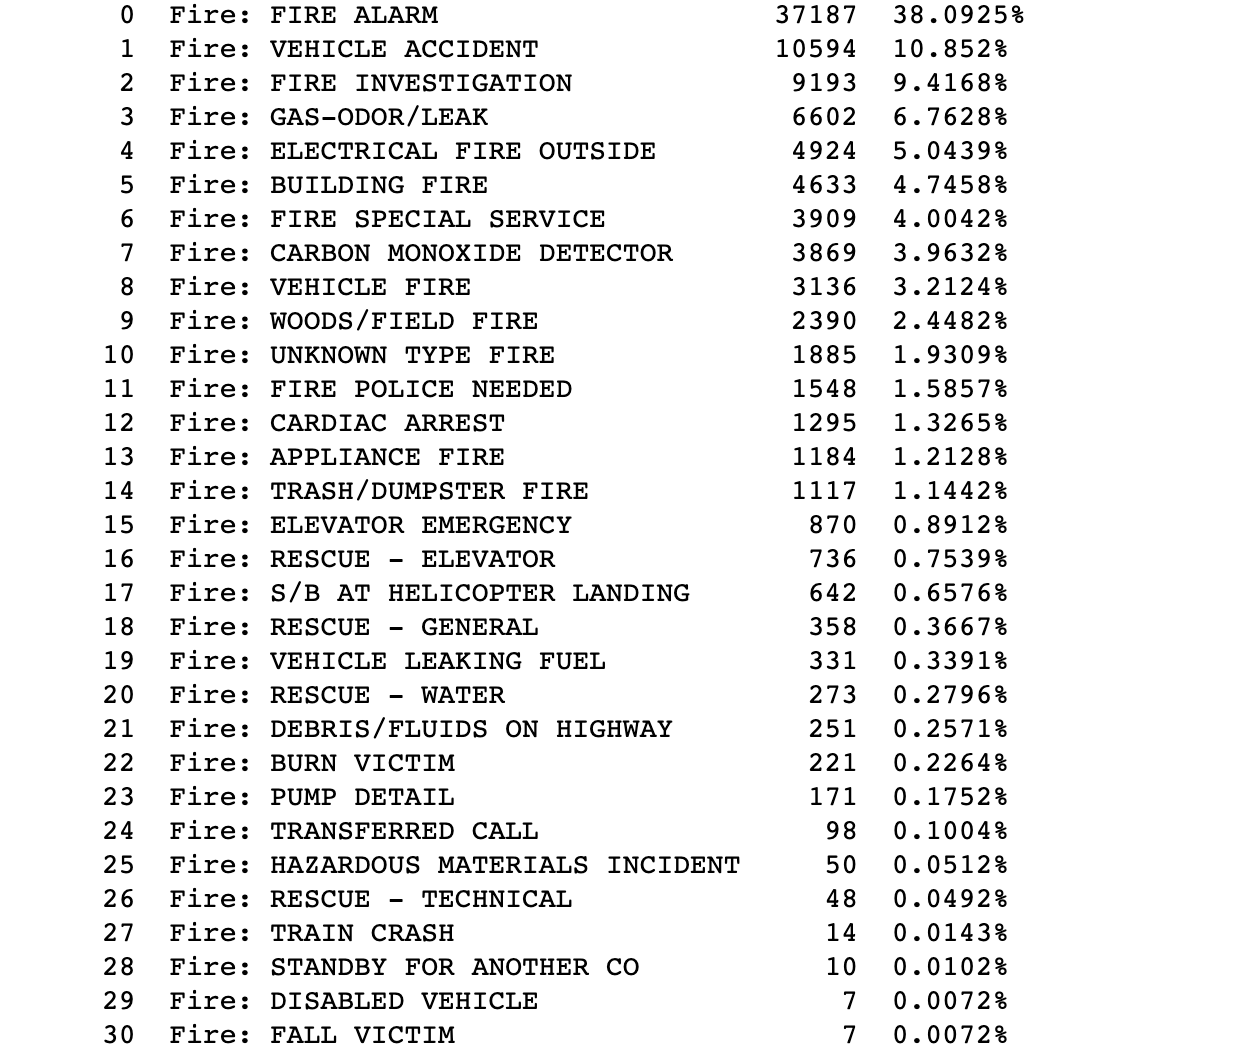 0 Fire: FIRE ALARM 37187 38.0925%
1 Fire: VEHICLE ACCIDENT 10594 10.852%
2 Fire: FIRE INVESTIGATION 9193 9.4168%
3 Fire: GAS-ODOR/LEAK 6602 6.7628%
4 Fire: ELECTRICAL FIRE OUTSIDE 4924 5.0439%
5 Fire: BUILDING FIRE 4633 4.7458%
6 Fire: FIRE SPECIAL SERVICE 3909 4.0042%
7 Fire: CARBON MONOXIDE DETECTOR 3869 3.9632%
8 Fire: VEHICLE FIRE 3136 3.2124%
9 Fire: WOODS/FIELD FIRE 2390 2.4482%
10 Fire: UNKNOWN TYPE FIRE 1885 1.9309%
11 Fire: FIRE POLICE NEEDED 1548 1.5857%
12 Fire: CARDIAC ARREST 1295 1.3265%
13 Fire: APPLIANCE FIRE 1184 1.2128%
14 Fire: TRASH/DUMPSTER FIRE 1117 1.1442%
15 Fire: ELEVATOR EMERGENCY 870 0.8912%
16 Fire: RESCUE - ELEVATOR 736 0.7539%
17 Fire: S/B AT HELICOPTER LANDING 642 0.6576%
18 Fire: RESCUE - GENERAL 358 0.3667%
19 Fire: VEHICLE LEAKING FUEL 331 0.3391%
20 Fire: RESCUE - WATER 273 0.2796%
21 Fire: DEBRIS/FLUIDS ON HIGHWAY 251 0.2571%
22 Fire: BURN VICTIM 221 0.2264%
23 Fire: PUMP DETAIL 171 0.1752%
24 Fire: TRANSFERRED CALL 98 0.1004%
25 Fire: HAZARDOUS MATERIALS INCIDENT 50 0.0512%
26 Fire: RESCUE - TECHNICAL 48 0.0492%
27 Fire: TRAIN CRASH 14 0.0143%
28 Fire: STANDBY FOR ANOTHER CO 10 0.0102%
29 Fire: DISABLED VEHICLE 7 0.0072%
30 Fire: FALL VICTIM 7 0.0072%